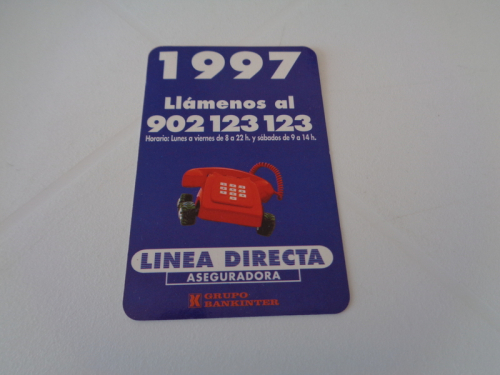 1997
Llámenos al
902 123 123
Horario: Lunes a viernes de 8 a 22 h. y sábados de 9 a 14 h.
LINEA DIRECTA
ASEGURADORA
GRUPO
BANKINTER